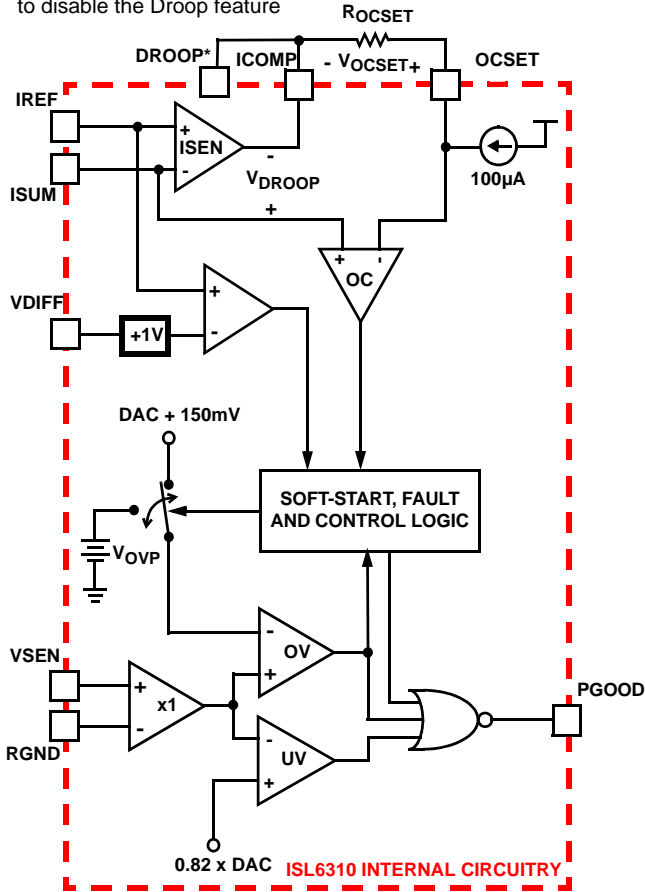 to disable the Droop feature
ROCSET
DROOP*
ICOMP
- VOCSET+
OCSET
IREF
+
ISEN
-
-
VDROOP
+
100µA
ISUM
+
-
OC
VDIFF
+1V
+
-
DAC + 150mV
SOFT-START, FAULT
AND CONTROL LOGIC
VOVP
-
OV
+
VSEN
+
x1
-
RGND
PGOOD
-
UV
+
0.82 x DAC
ISL6310 INTERNAL CIRCUITRY